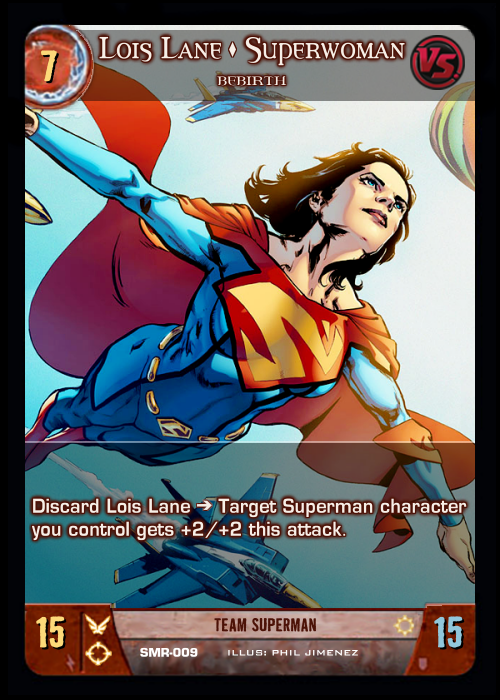 7
Lois Lane ♦ Superwoman
VS
REBIRTH
Discard Lois Lane ➔ Target Superman character
you control gets +2/+2 this attack.
15
TEAM SUPERMAN
15
SMR-009
ILLUS: PHIL JIMENEZ